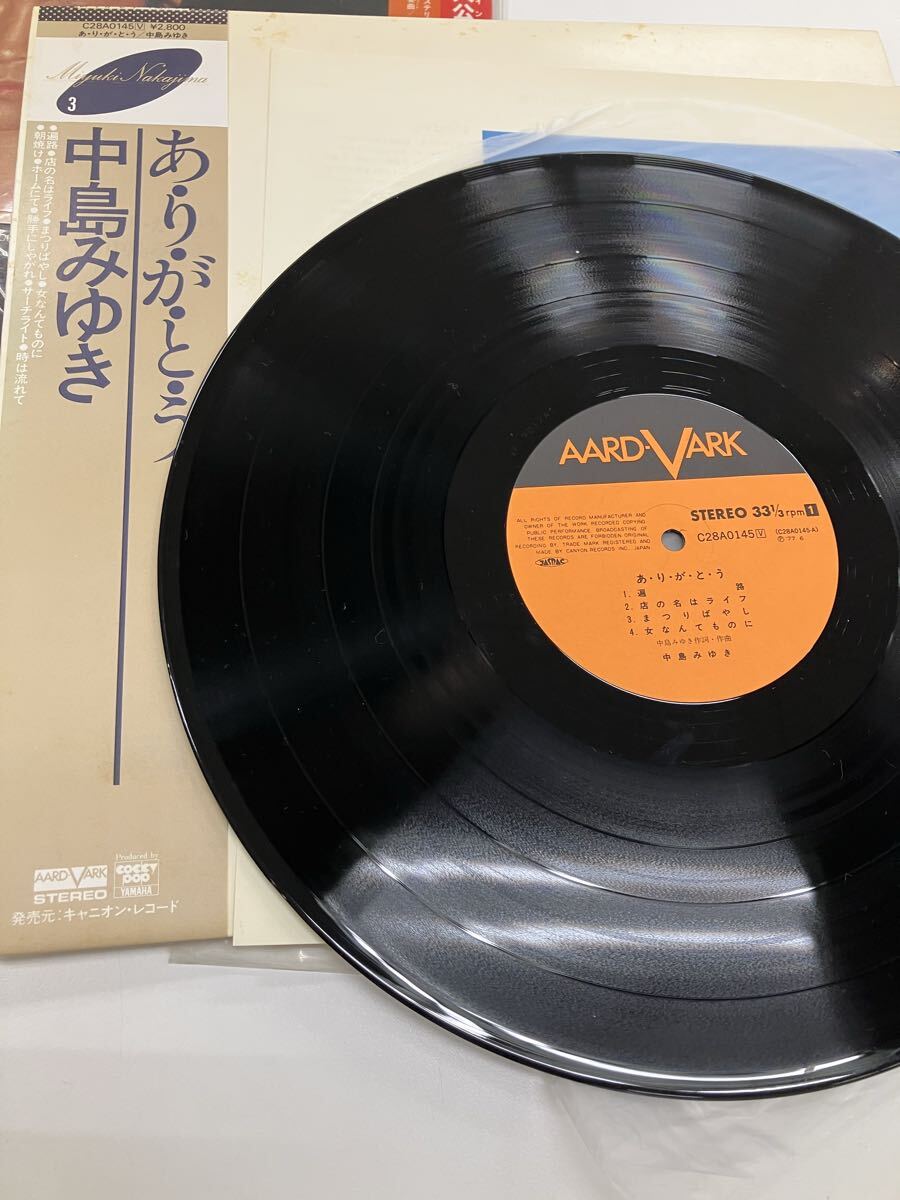 C28A0145 V ¥2,800
あ・り・が・と・う/中島みゆき
Miyuki Nakajima
3
あ・り・が・と・う
中島みゆき
●遍路●店の名はライフ●まつりばやし●女なんてものに
●朝焼け●ホームにて●勝手にしやがれ●サーチライト●時は流れて
AARD-VARK
STEREO
Produced by
cocky pop
YAMAHA
発売元:キャニオン・レコード
AARD-VARK
ALL RIGHTS OF RECORD MANUFACTURER AND
OWNER OF THE WORK RECORDED COPYING
PUBLIC PERFORMANCE. BROADCASTING OF
THESE RECORDS ARE FORBIDDEN ORIGINAL
RECORDING BY. TRADE MARK REGISTERED AND
MADE BY CANYON RECORDS INC., JAPAN
STEREO 33 1/3 rpm 1
C28A0145 V (C28A0145-A)
Ⓟ '77. 6
あ・り・が・と・う
1. 遍 路
2. 店の名はライフ
3. まつりばやし
4. 女なんてものに
中島みゆき作詞・作曲
中島みゆき